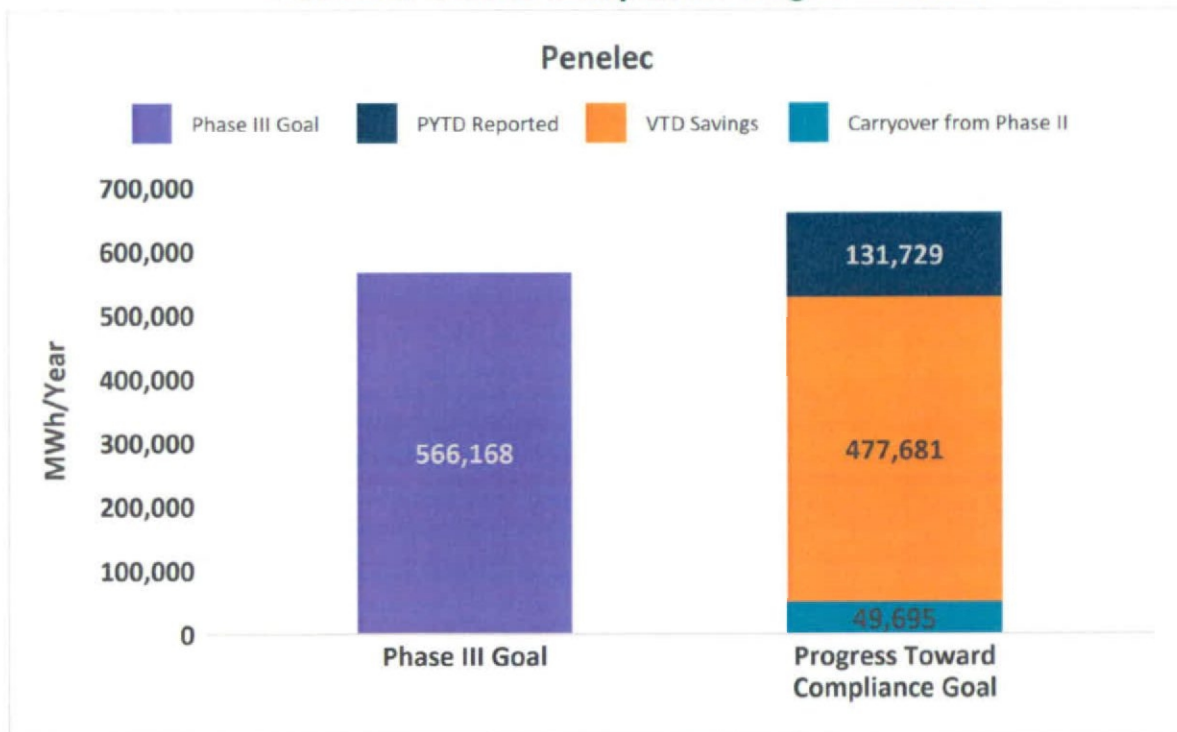 Penelec
Phase III Goal
PYTD Reported
VTD Savings
Carryover from Phase II
700,000
600,000
500,000
400,000
300,000
200,000
100,000
0
MWh/Year
566,168
131,729
477,681
49,695
Phase III Goal
Progress Toward
Compliance Goal